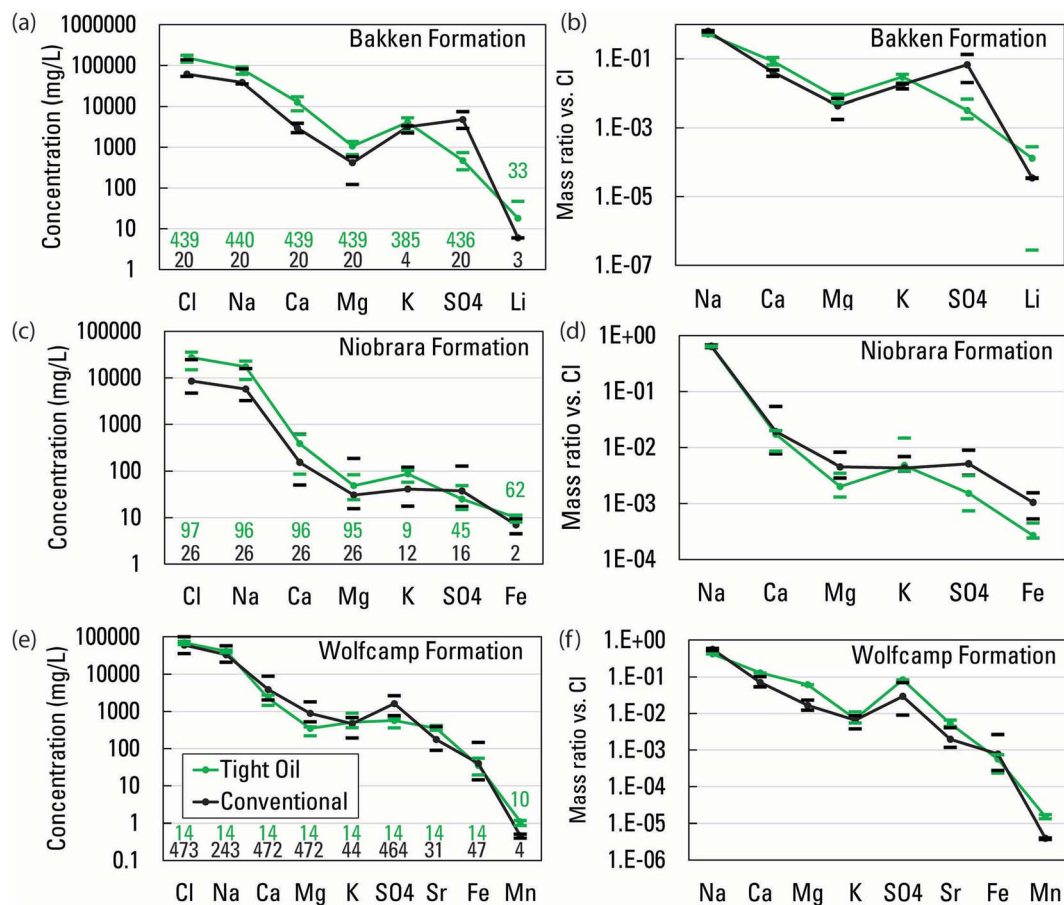 (a)
Concentration (mg/L)
1000000
100000
10000
1000
100
10
1
Bakken Formation
33
439 440 439 439 385 436
20 20 20 20 4 20 3
Cl Na Ca Mg K SO4 Li
(b)
Mass ratio vs. Cl
1.E-01
1.E-03
1.E-05
1.E-07
Bakken Formation
Na Ca Mg K SO4 Li
(c)
Concentration (mg/L)
100000
10000
1000
100
10
1
Niobrara Formation
62
97 96 96 95 9 45
26 26 26 26 12 16 2
Cl Na Ca Mg K SO4 Fe
(d)
Mass ratio vs. Cl
1.E+00
1.E-01
1.E-02
1.E-03
1.E-04
Niobrara Formation
Na Ca Mg K SO4 Fe
(e)
Concentration (mg/L)
100000
10000
1000
100
10
1
0.1
Wolfcamp Formation
Tight Oil
Conventional
10
14 14 14 14 14 14 14 14
473 243 472 472 44 464 31 47 4
Cl Na Ca Mg K SO4 Sr Fe Mn
(f)
Mass ratio vs. Cl
1.E+00
1.E-01
1.E-02
1.E-03
1.E-04
1.E-05
1.E-06
Wolfcamp Formation
Na Ca Mg K SO4 Sr Fe Mn